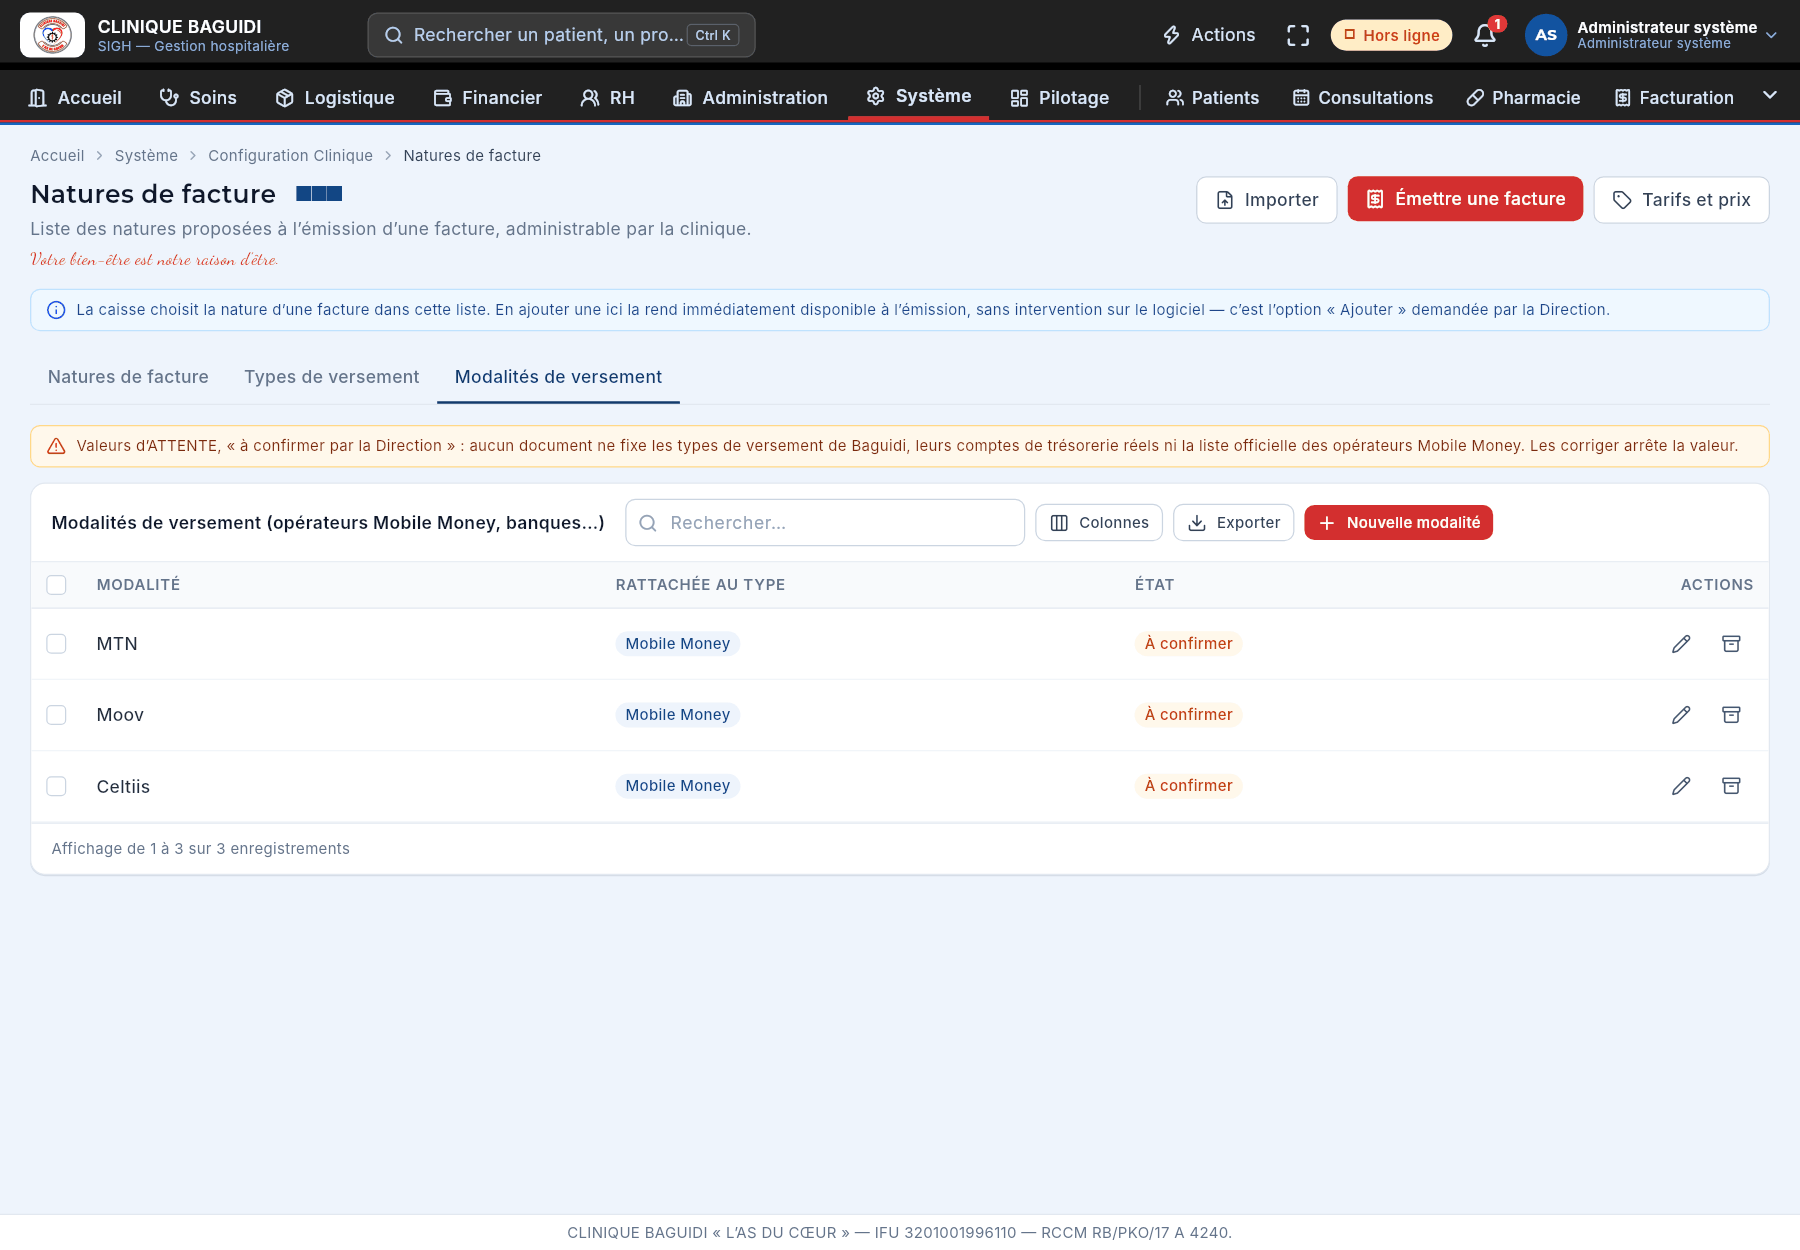 CLINIQUE BAGUIDI
SIGH — Gestion hospitalière
Rechercher un patient, un pro... Ctrl K
Actions
Hors ligne
1
AS
Administrateur système
Administrateur système
Accueil
Soins
Logistique
Financier
RH
Administration
Système
Pilotage
Patients
Consultations
Pharmacie
Facturation
Accueil > Système > Configuration Clinique > Natures de facture
Natures de facture
Importer
Émettre une facture
Tarifs et prix
Liste des natures proposées à l’émission d’une facture, administrable par la clinique.
Votre bien-être est notre raison d'être.
La caisse choisit la nature d’une facture dans cette liste. En ajouter une ici la rend immédiatement disponible à l’émission, sans intervention sur le logiciel — c’est l’option « Ajouter » demandée par la Direction.
Natures de facture
Types de versement
Modalités de versement
Valeurs d’ATTENTE, « à confirmer par la Direction » : aucun document ne fixe les types de versement de Baguidi, leurs comptes de trésorerie réels ni la liste officielle des opérateurs Mobile Money. Les corriger arrête la valeur.
Modalités de versement (opérateurs Mobile Money, banques…)
Rechercher...
Colonnes
Exporter
Nouvelle modalité
MODALITÉ RATTACHÉE AU TYPE ÉTAT ACTIONS
MTN Mobile Money À confirmer
Moov Mobile Money À confirmer
Celtiis Mobile Money À confirmer
Affichage de 1 à 3 sur 3 enregistrements
CLINIQUE BAGUIDI « L’AS DU CŒUR » — IFU 3201001996110 — RCCM RB/PKO/17 A 4240.